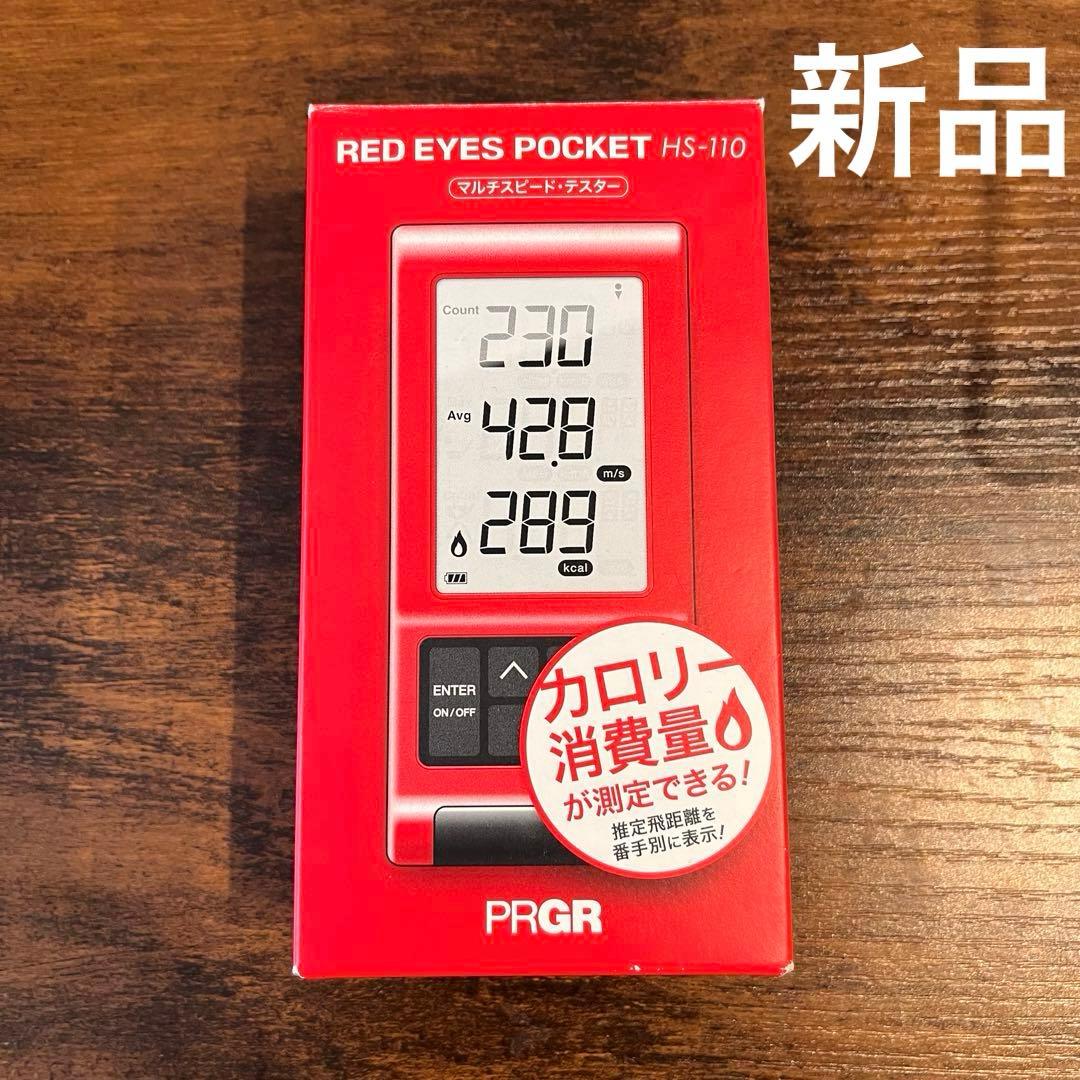 新品
RED EYES POCKET HS-110
マルチスピード・テスター
Count 230
Avg 42.8
m/s
289
kcal
ENTER
ON/OFF
カロリー
消費量
が測定できる!
推定飛距離を
番手別に表示!
PRGR